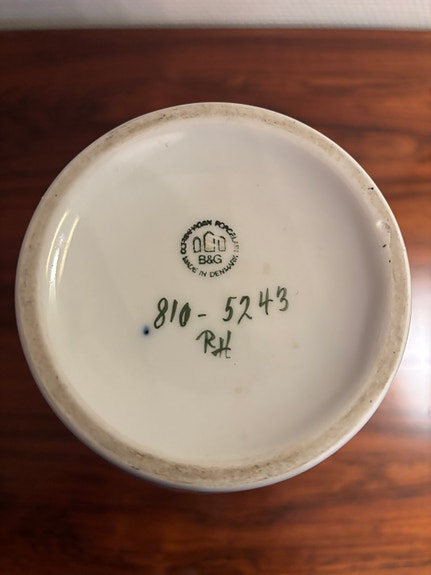 COPENHAGEN PORCELAIN
B&G
MADE IN DENMARK
810-5243
RH